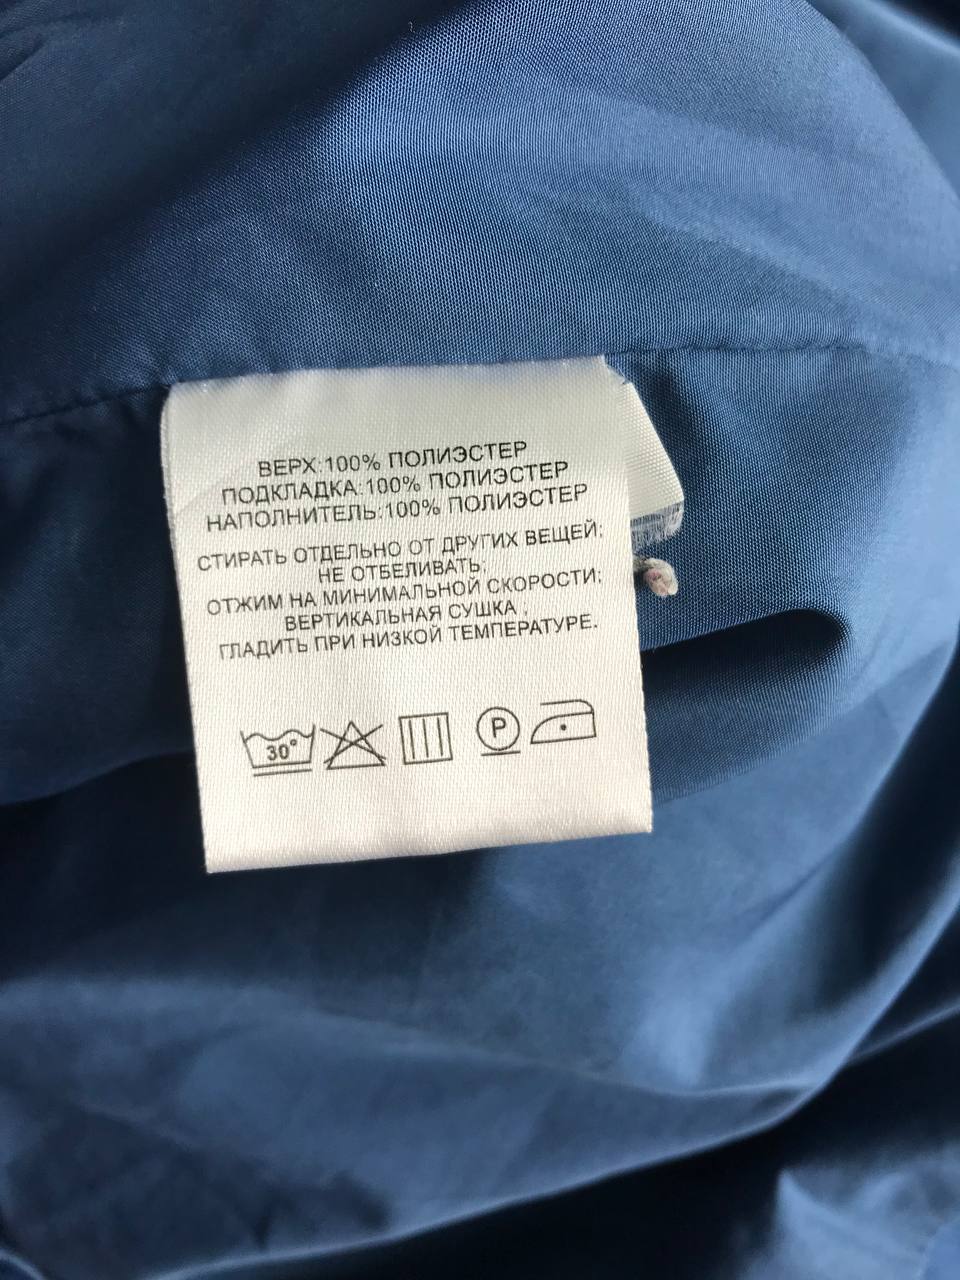 ВЕРХ:100% ПОЛИЭСТЕР
ПОДКЛАДКА:100% ПОЛИЭСТЕР
НАПОЛНИТЕЛЬ:100% ПОЛИЭСТЕР
СТИРАТЬ ОТДЕЛЬНО ОТ ДРУГИХ ВЕЩЕЙ;
НЕ ОТБЕЛИВАТЬ;
ОТЖИМ НА МИНИМАЛЬНОЙ СКОРОСТИ;
ВЕРТИКАЛЬНАЯ СУШКА ;
ГЛАДИТЬ ПРИ НИЗКОЙ ТЕМПЕРАТУРЕ.
30° P